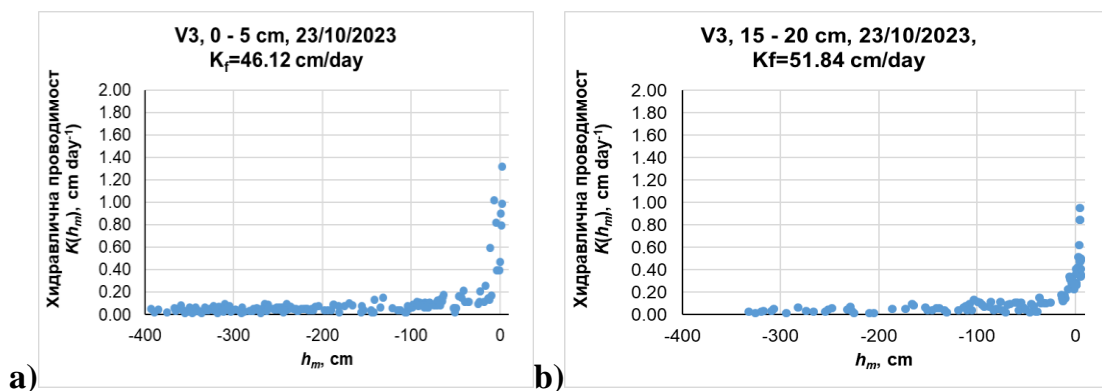 V3, 0 - 5 cm, 23/10/2023
Kf=46.12 cm/day
Хидравлична проводимост
K(hm), cm day-1)
2.00
1.80
1.60
1.40
1.20
1.00
0.80
0.60
0.40
0.20
0.00
-400
-300
-200
-100
0
hm, cm
a)
V3, 15 - 20 cm, 23/10/2023,
Kf=51.84 cm/day
Хидравлична проводимост
K(hm), cm day-1)
2.00
1.80
1.60
1.40
1.20
1.00
0.80
0.60
0.40
0.20
0.00
-400
-300
-200
-100
0
hm, cm
b)